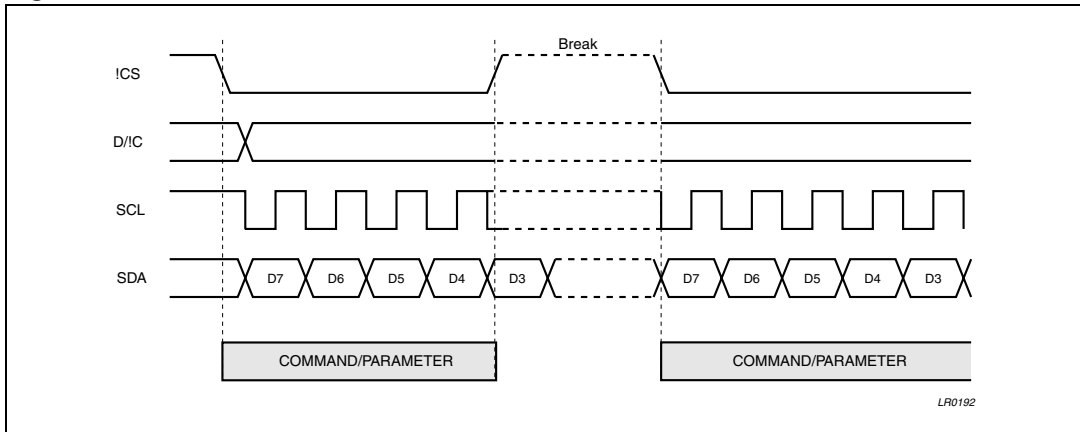 Break
!CS
D/!C
SCL
SDA D7 D6 D5 D4 D3 D7 D6 D5 D4 D3
COMMAND/PARAMETER COMMAND/PARAMETER
LR0192